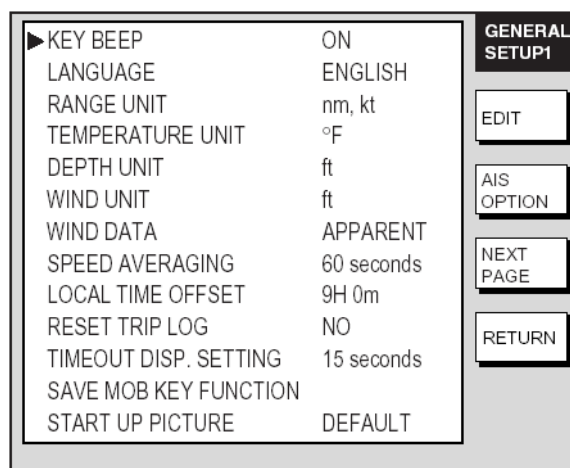 KEY BEEP ON
LANGUAGE ENGLISH
RANGE UNIT nm, kt
TEMPERATURE UNIT °F
DEPTH UNIT ft
WIND UNIT ft
WIND DATA APPARENT
SPEED AVERAGING 60 seconds
LOCAL TIME OFFSET 9H 0m
RESET TRIP LOG NO
TIMEOUT DISP. SETTING 15 seconds
SAVE MOB KEY FUNCTION
START UP PICTURE DEFAULT
GENERAL
SETUP1
EDIT
AIS
OPTION
NEXT
PAGE
RETURN